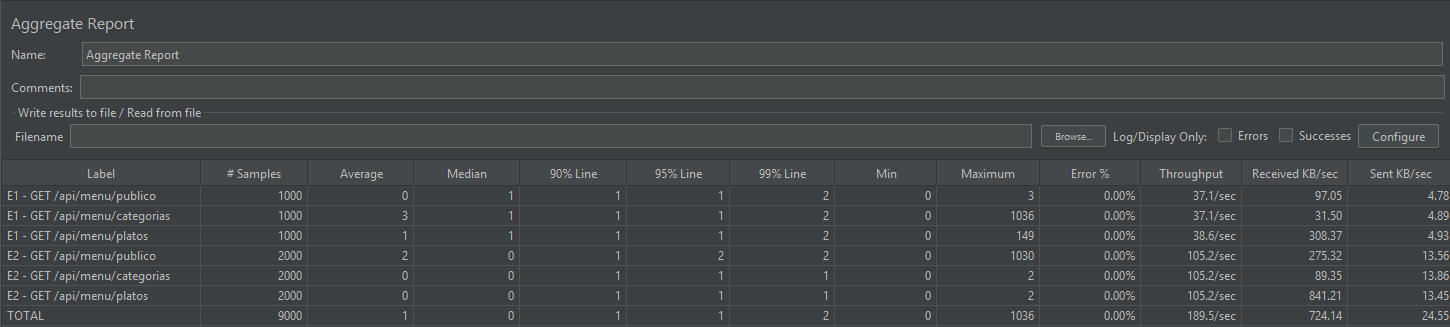 Aggregate Report
Name: Aggregate Report
Comments:
Write results to file / Read from file
Filename Browse... Log/Display Only: Errors Successes Configure
Label # Samples Average Median 90% Line 95% Line 99% Line Min Maximum Error % Throughput Received KB/sec Sent KB/sec
E1 - GET /api/menu/publico 1000 0 1 1 1 2 0 3 0.00% 37.1/sec 97.05 4.78
E1 - GET /api/menu/categorias 1000 3 1 1 1 2 0 1036 0.00% 37.1/sec 31.50 4.89
E1 - GET /api/menu/platos 1000 1 1 1 1 2 0 149 0.00% 38.6/sec 308.37 4.93
E2 - GET /api/menu/publico 2000 2 0 1 2 2 0 1030 0.00% 105.2/sec 275.32 13.56
E2 - GET /api/menu/categorias 2000 0 0 1 1 1 0 2 0.00% 105.2/sec 89.35 13.86
E2 - GET /api/menu/platos 2000 0 0 1 1 1 0 2 0.00% 105.2/sec 841.21 13.45
TOTAL 9000 1 0 1 1 2 0 1036 0.00% 189.5/sec 724.14 24.55